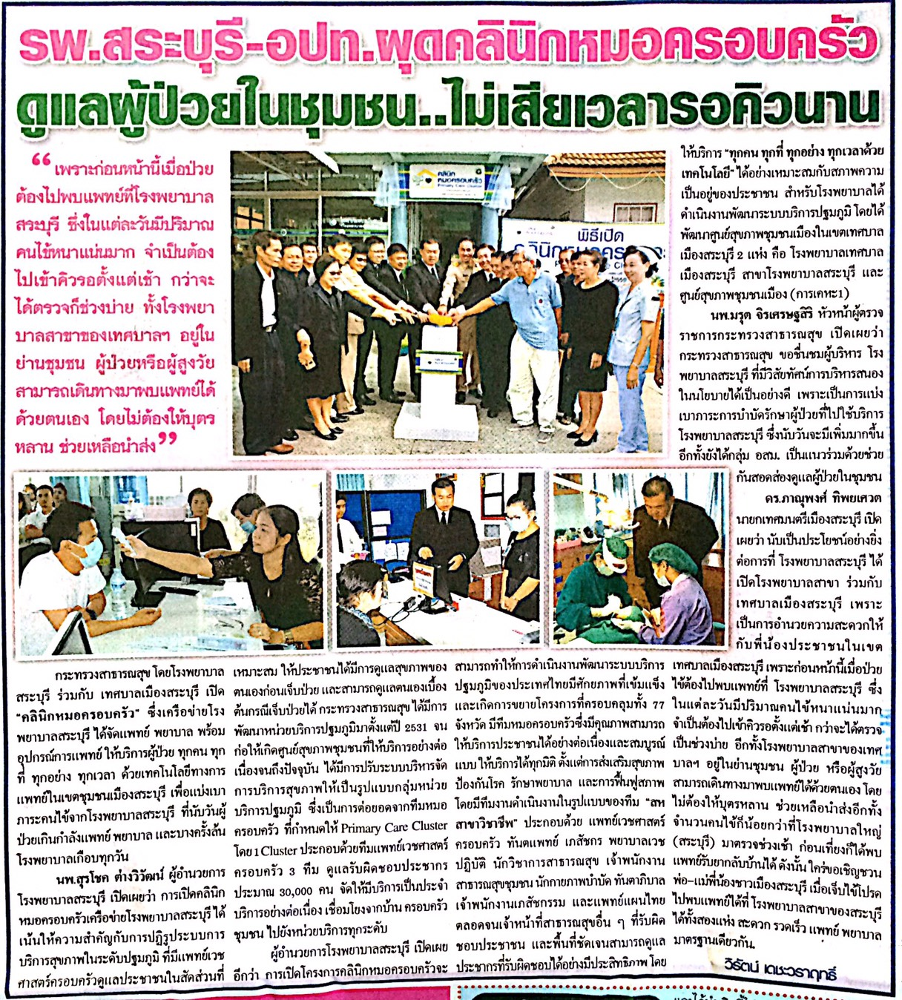 รพ.สระบุรี-อปท.ผุดคลินิกหมอครอบครัว
ดูแลผู้ป่วยในชุมชน..ไม่เสียเวลารอคิวนาน
“เพราะก่อนหน้านี้เมื่อป่วย
ต้องไปพบแพทย์ที่โรงพยาบาล
สระบุรี ซึ่งในแต่ละวันมีปริมาณ
คนไข้หนาแน่นมาก จำเป็นต้อง
ไปเข้าคิวรอตั้งแต่เช้า กว่าจะ
ได้ตรวจก็ช่วงบ่าย ทั้งโรงพยา
บาลสาขาของเทศบาลฯ อยู่ใน
ย่านชุมชน ผู้ป่วยหรือผู้สูงวัย
สามารถเดินทางมาพบแพทย์ได้
ด้วยตนเอง โดยไม่ต้องให้บุตร
หลาน ช่วยเหลือนำส่ง”
คลินิก
หมอครอบครัว
Primary Care Cluster
พิธีเปิด
คลินิกหมอครอบครัว
กระทรวงสาธารณสุข โดยโรงพยาบาล
สระบุรี ร่วมกับ เทศบาลเมืองสระบุรี เปิด
“คลินิกหมอครอบครัว” ซึ่งเครือข่ายโรง
พยาบาลสระบุรี ได้จัดแพทย์ พยาบาล พร้อม
อุปกรณ์การแพทย์ ให้บริการผู้ป่วย ทุกคน ทุก
ที่ ทุกอย่าง ทุกเวลา ด้วยเทคโนโลยีทางการ
แพทย์ในเขตชุมชนเมืองสระบุรี เพื่อแบ่งเบา
ภาระคนไข้จากโรงพยาบาลสระบุรี ที่นับวันผู้
ป่วยเกินกำลังแพทย์ พยาบาล และบางครั้งล้น
โรงพยาบาลเกือบทุกวัน
นพ.สุรโชค ต่างวิวัฒน์ ผู้อำนวยการ
โรงพยาบาลสระบุรี เปิดเผยว่า การเปิดคลินิก
หมอครอบครัวเครือข่ายโรงพยาบาลสระบุรี ได้
เน้นให้ความสำคัญกับการปฏิรูประบบการ
บริการสุขภาพในระดับปฐมภูมิ ที่มีแพทย์เวช
ศาสตร์ครอบครัวดูแลประชาชนในสัดส่วนที่
เหมาะสม ให้ประชาชนได้มีการดูแลสุขภาพของ
ตนเองก่อนเจ็บป่วย และสามารถดูแลตนเองเบื้อง
ต้นกรณีเจ็บป่วยได้ กระทรวงสาธารณสุข ได้มีการ
พัฒนาหน่วยบริการปฐมภูมิมาตั้งแต่ปี 2531 จน
ก่อให้เกิดศูนย์สุขภาพชุมชนที่ให้บริการอย่างต่อ
เนื่องจนถึงปัจจุบัน ได้มีการปรับระบบบริหารจัด
การบริการสุขภาพให้เป็นรูปแบบกลุ่มหน่วย
บริการปฐมภูมิ ซึ่งเป็นการต่อยอดจากทีมหมอ
ครอบครัว ที่กำหนดให้ Primary Care Cluster
โดย 1 Cluster ประกอบด้วยทีมแพทย์เวชศาสตร์
ครอบครัว 3 ทีม ดูแลรับผิดชอบประชากร
ประมาณ 30,000 คน จัดให้มีบริการเป็นประจำ
บริการอย่างต่อเนื่อง เชื่อมโยงจากบ้าน ครอบครัว
ชุมชน ไปยังหน่วยบริการทุกระดับ
ผู้อำนวยการโรงพยาบาลสระบุรี เปิดเผย
อีกว่า การเปิดโครงการคลินิกหมอครอบครัวจะ
สามารถทำให้การดำเนินงานพัฒนาระบบบริการ
ปฐมภูมิของประเทศไทยมีศักยภาพที่เข้มแข็ง
และเกิดการขยายโครงการที่ครอบคลุมทั้ง 77
จังหวัด มีทีมหมอครอบครัวซึ่งมีคุณภาพสามารถ
ให้บริการประชาชนได้อย่างต่อเนื่องและสมบูรณ์
แบบ ให้บริการได้ทุกมิติ ตั้งแต่การส่งเสริมสุขภาพ
ป้องกันโรค รักษาพยาบาล และการฟื้นฟูสภาพ
โดยมีทีมงานดำเนินงานในรูปแบบของทีม “สห
สาขาวิชาชีพ” ประกอบด้วย แพทย์เวชศาสตร์
ครอบครัว ทันตแพทย์ เภสัชกร พยาบาลเวช
ปฏิบัติ นักวิชาการสาธารณสุข เจ้าพนักงาน
สาธารณสุขชุมชน นักกายภาพบำบัด ทันตาภิบาล
เจ้าพนักงานเภสัชกรรม และแพทย์แผนไทย
ตลอดจนเจ้าหน้าที่สาธารณสุขอื่น ๆ ที่รับผิด
ชอบประชาชน และพื้นที่ชัดเจนสามารถดูแล
ประชากรที่รับผิดชอบได้อย่างมีประสิทธิภาพ โดย
ให้บริการ “ทุกคน ทุกที่ ทุกอย่าง ทุกเวลาด้วย
เทคโนโลยี” ได้อย่างเหมาะสมกับสภาพความ
เป็นอยู่ของประชาชน สำหรับโรงพยาบาลได้
ดำเนินงานพัฒนาระบบบริการปฐมภูมิ โดยได้
พัฒนาศูนย์สุขภาพชุมชนเมืองในเขตเทศบาล
เมืองสระบุรี 2 แห่ง คือ โรงพยาบาลเทศบาล
เมืองสระบุรี สาขาโรงพยาบาลสระบุรี และ
ศูนย์สุขภาพชุมชนเมือง (การเคหะ1)
นพ.มรุต จิรเศรษฐสิริ หัวหน้าผู้ตรวจ
ราชการกระทรวงสาธารณสุข เปิดเผยว่า
กระทรวงสาธารณสุข ขอชื่นชมผู้บริหาร โรง
พยาบาลสระบุรี ที่มีวิสัยทัศน์การบริหารสนอง
ในนโยบายได้เป็นอย่างดี เพราะเป็นการแบ่ง
เบาภาระการบำบัดรักษาผู้ป่วยที่ไปใช้บริการ
โรงพยาบาลสระบุรี ซึ่งนับวันจะมีเพิ่มมากขึ้น
อีกทั้งยังได้กลุ่ม อสม. เป็นแนวร่วมด้วยช่วย
กันสอดส่องดูแลผู้ป่วยในชุมชน
ดร.ภาณุพงศ์ ทิพยเศวต
นายกเทศมนตรีเมืองสระบุรี เปิด
เผยว่า นับเป็นประโยชน์อย่างยิ่ง
ต่อการที่ โรงพยาบาลสระบุรี ได้
เปิดโรงพยาบาลสาขา ร่วมกับ
เทศบาลเมืองสระบุรี เพราะ
เป็นการอำนวยความสะดวกให้
กับพี่น้องประชาชนในเขต
เทศบาลเมืองสระบุรี เพราะก่อนหน้านี้เมื่อป่วย
ไข้ต้องไปพบแพทย์ที่ โรงพยาบาลสระบุรี ซึ่ง
ในแต่ละวันมีปริมาณคนไข้หนาแน่นมาก
จำเป็นต้องไปเข้าคิวรอตั้งแต่เช้า กว่าจะได้ตรวจ
เป็นช่วงบ่าย อีกทั้งโรงพยาบาลสาขาของเทศ
บาลฯ อยู่ในย่านชุมชน ผู้ป่วย หรือผู้สูงวัย
สามารถเดินทางมาพบแพทย์ได้ด้วยตนเอง โดย
ไม่ต้องให้บุตรหลาน ช่วยเหลือนำส่งอีกทั้ง
จำนวนคนไข้ก็น้อยกว่าที่โรงพยาบาลใหญ่
(สระบุรี) มาตรวจช่วงเช้า ก่อนเที่ยงก็ได้พบ
แพทย์รับยากลับบ้านได้ ดังนั้น ใคร่ขอเชิญชวน
พ่อ-แม่พี่น้องชาวเมืองสระบุรี เมื่อเจ็บไข้โปรด
ไปพบแพทย์ได้ที่ โรงพยาบาลสาขาของสระบุรี
ได้ทั้งสองแห่ง สะดวก รวดเร็ว แพทย์ พยาบาล
มาตรฐานเดียวกัน.
วิรัตน์ เดชะวราฤทธิ์